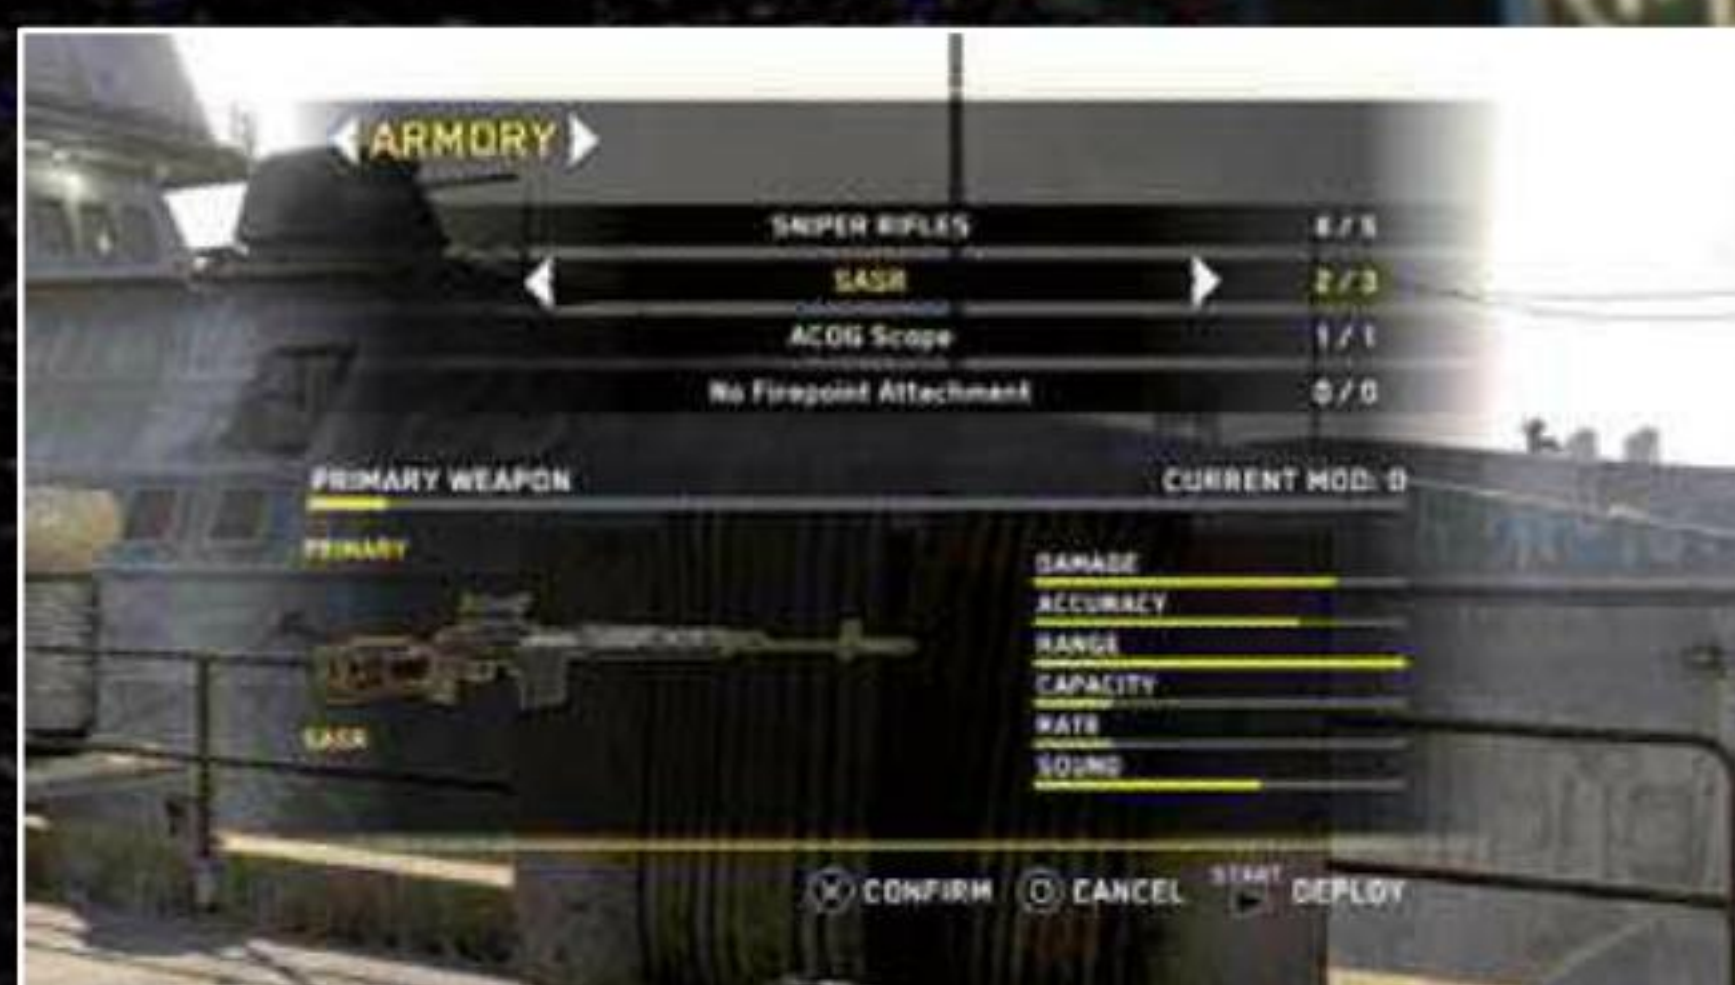 ARMORY
SNIPER RIFLES
SASR 2/3
ACOG Scope 1/1
No Firepoint Attachment 0/0
PRIMARY WEAPON CURRENT MOD: 0
PRIMARY
DAMAGE
ACCURACY
RANGE
CAPACITY
RATE
SASR
SOUND
CONFIRM CANCEL START DEPLOY